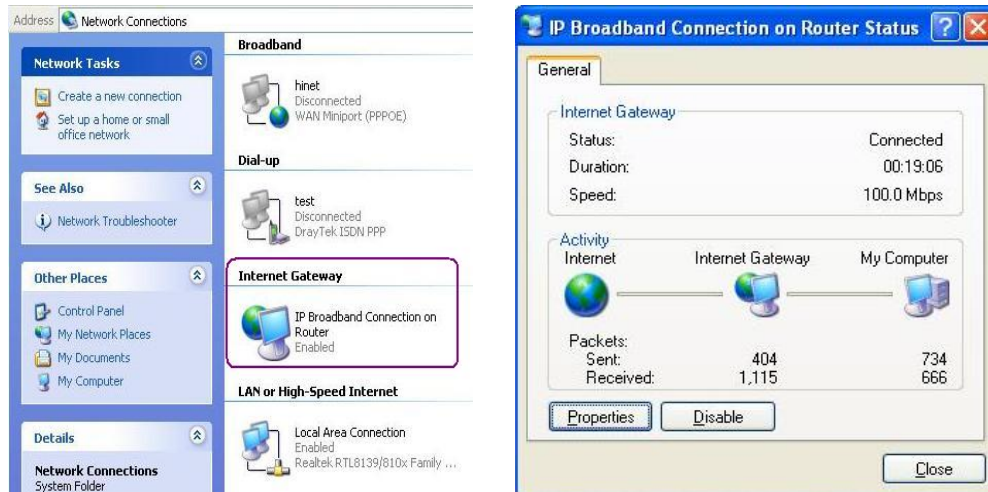 Address Network Connections
Network Tasks
Create a new connection
Set up a home or small
office network
See Also
Network Troubleshooter
Other Places
Control Panel
My Network Places
My Documents
My Computer
Details
Network Connections
System Folder
Broadband
hinet
Disconnected
WAN Miniport (PPPOE)
Dial-up
test
Disconnected
DrayTek ISDN PPP
Internet Gateway
IP Broadband Connection on
Router
Enabled
LAN or High-Speed Internet
Local Area Connection
Enabled
Realtek RTL8139/810x Family ...
IP Broadband Connection on Router Status
General
Internet Gateway
Status: Connected
Duration: 00:19:06
Speed: 100.0 Mbps
Activity
Internet Internet Gateway My Computer
Packets:
Sent: 404 734
Received: 1,115 666
Properties Disable
Close